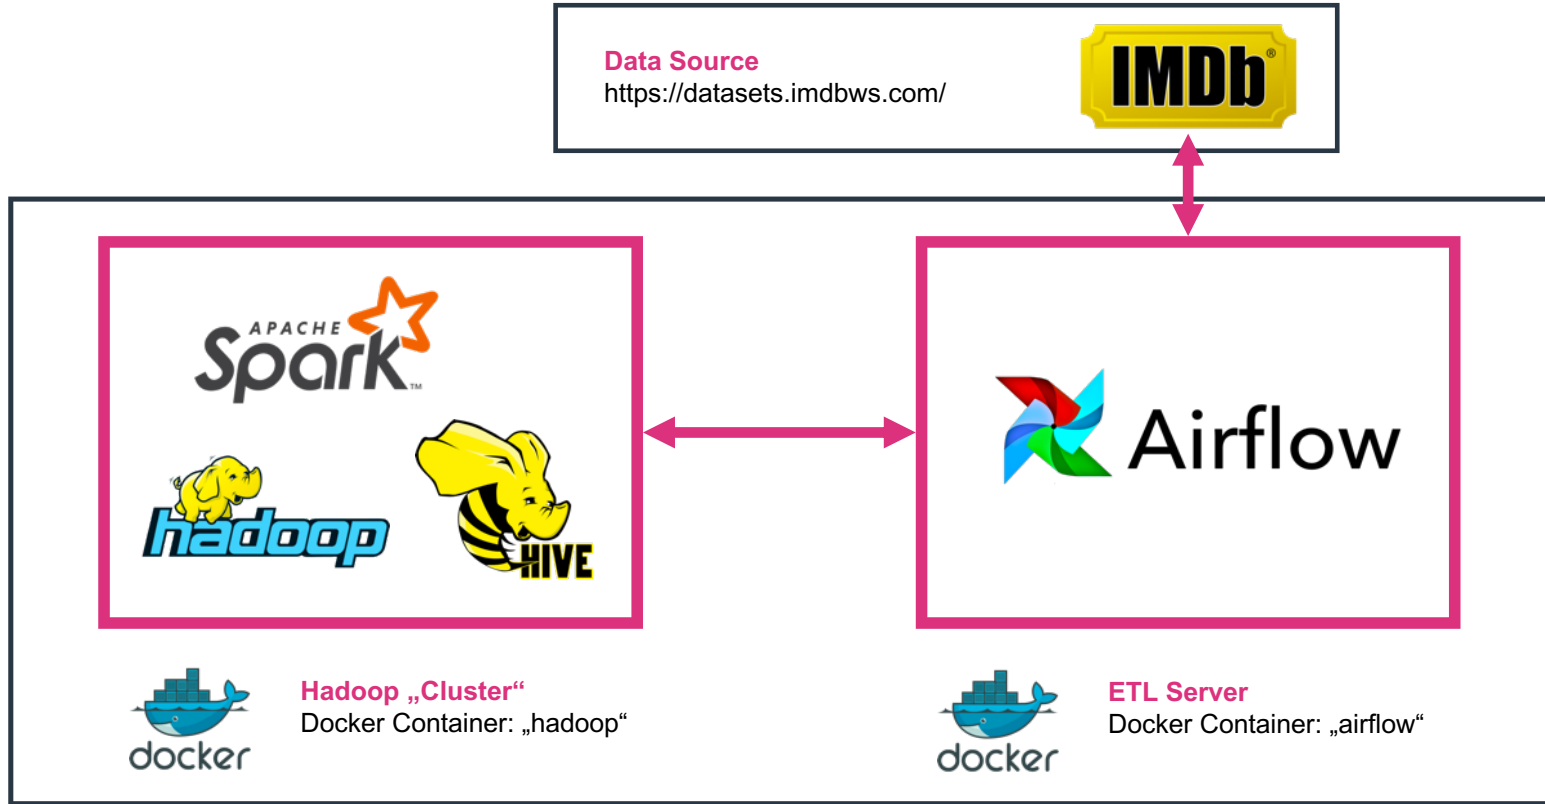 Data Source
https://datasets.imdbws.com/
IMDb®
APACHE
Spark™
hadoop
HIVE
Airflow
docker
Hadoop „Cluster“
Docker Container: „hadoop“
docker
ETL Server
Docker Container: „airflow“